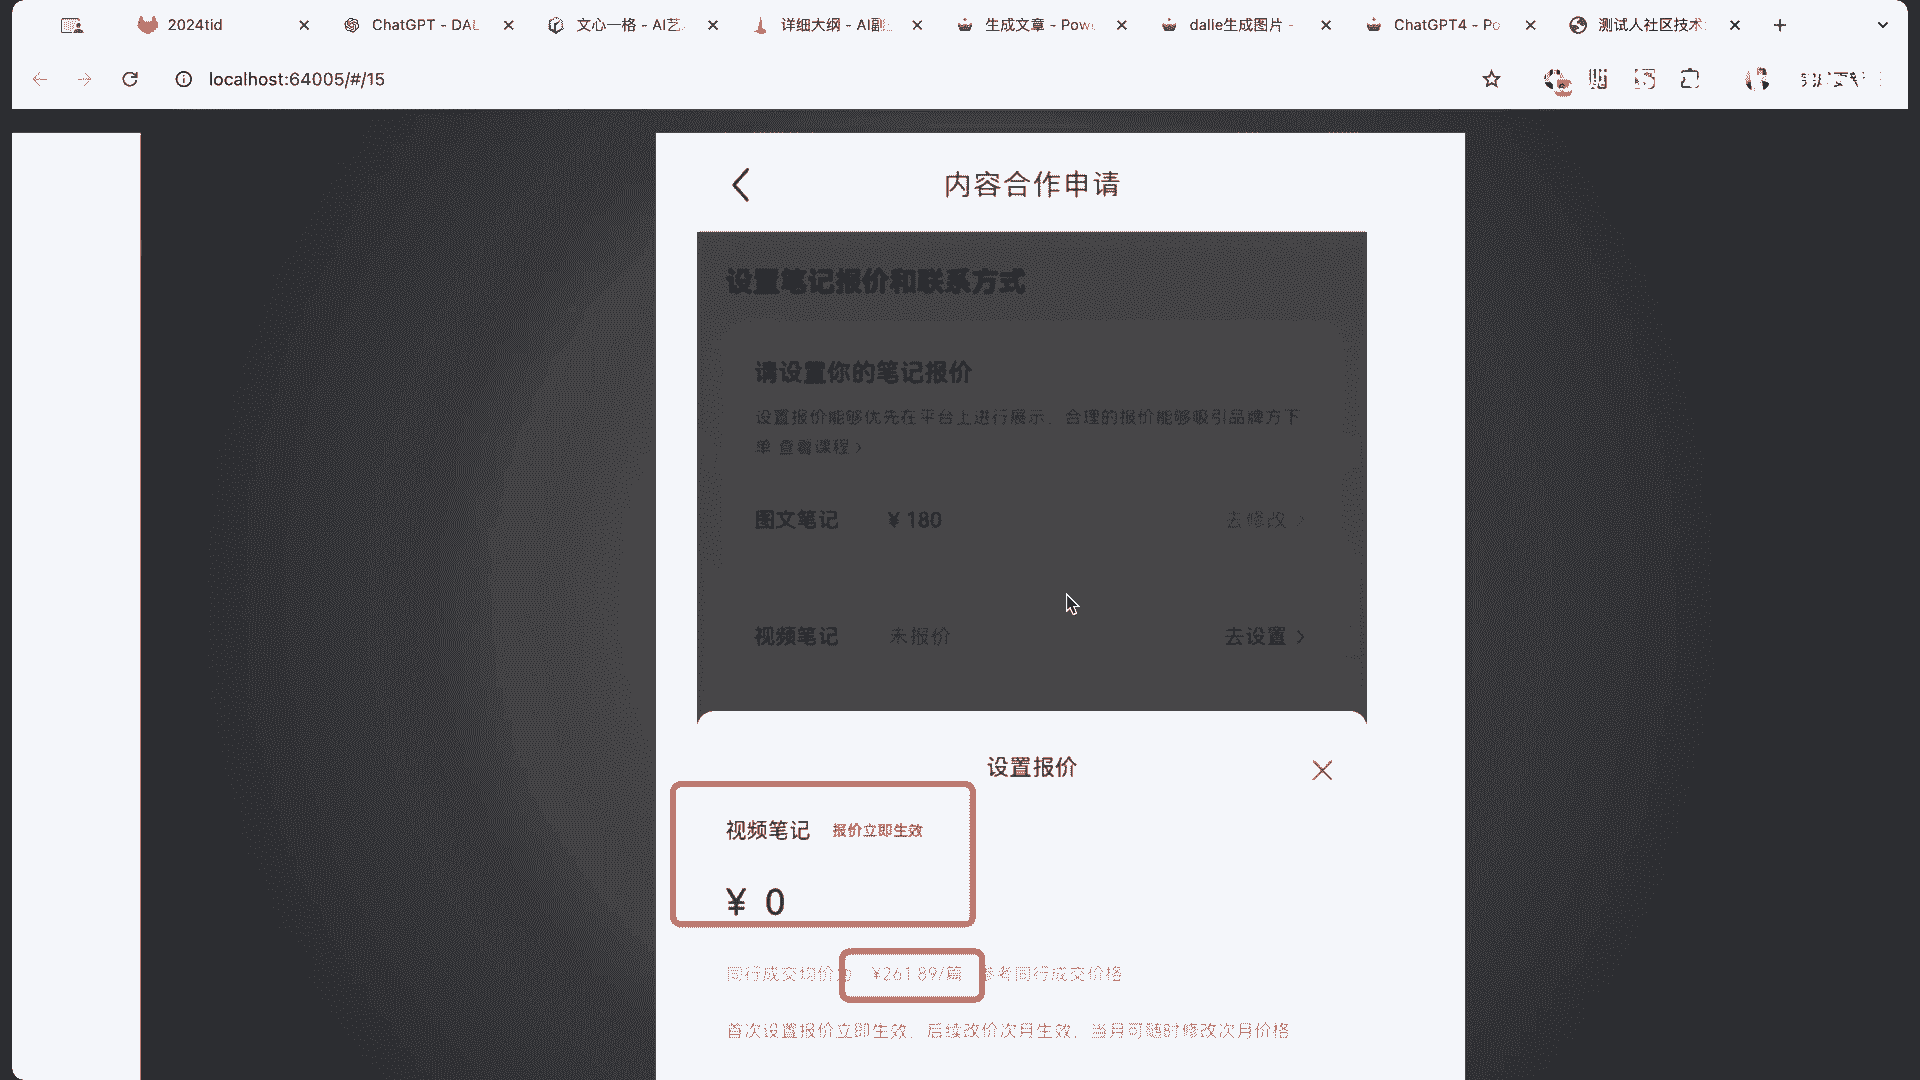 2024tid
ChatGPT - DAL
文心一格 - AI艺
详细大纲 - AI副
生成文章 - Pow
dalle生成图片 -
ChatGPT4 - Po
测试人社区技术
localhost:64005/#/15
内容合作申请
设置笔记报价和联系方式
请设置你的笔记报价
设置报价能够优先在平台上进行展示，合理的报价能够吸引品牌方下
单 查看课程 >
图文笔记 ¥ 180 去修改 >
视频笔记 未报价 去设置 >
设置报价
视频笔记 报价立即生效
¥ 0
同行成交均价为 ¥261.89/篇 参考同行成交价格
首次设置报价立即生效，后续改价次月生效，当月可随时修改次月价格